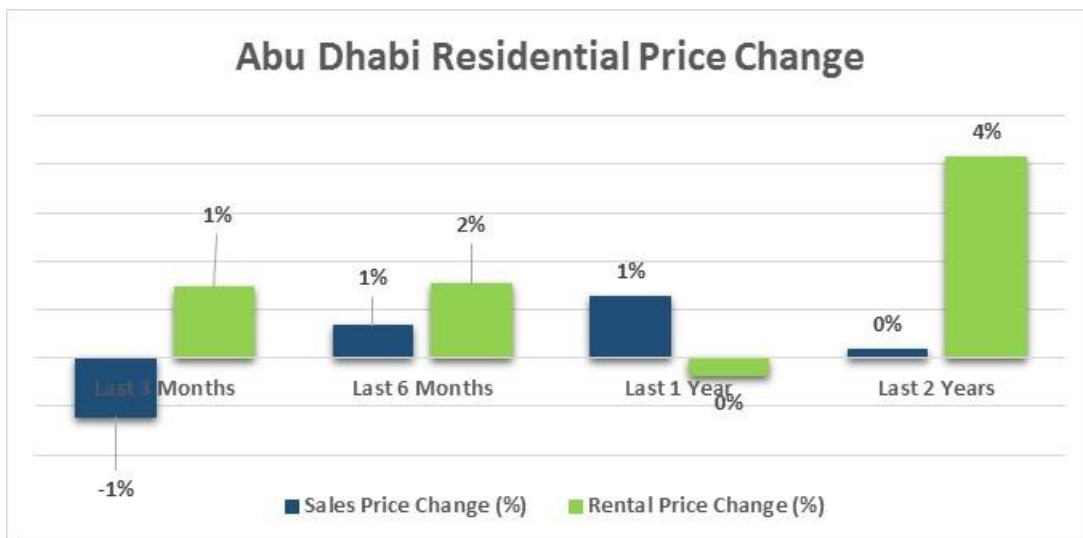 Abu Dhabi Residential Price Change
4%
1%
2%
1%
1%
0%
Last 3 Months
Last 6 Months
Last 1 Year
Last 2 Years
0%
-1%
Sales Price Change (%)
Rental Price Change (%)